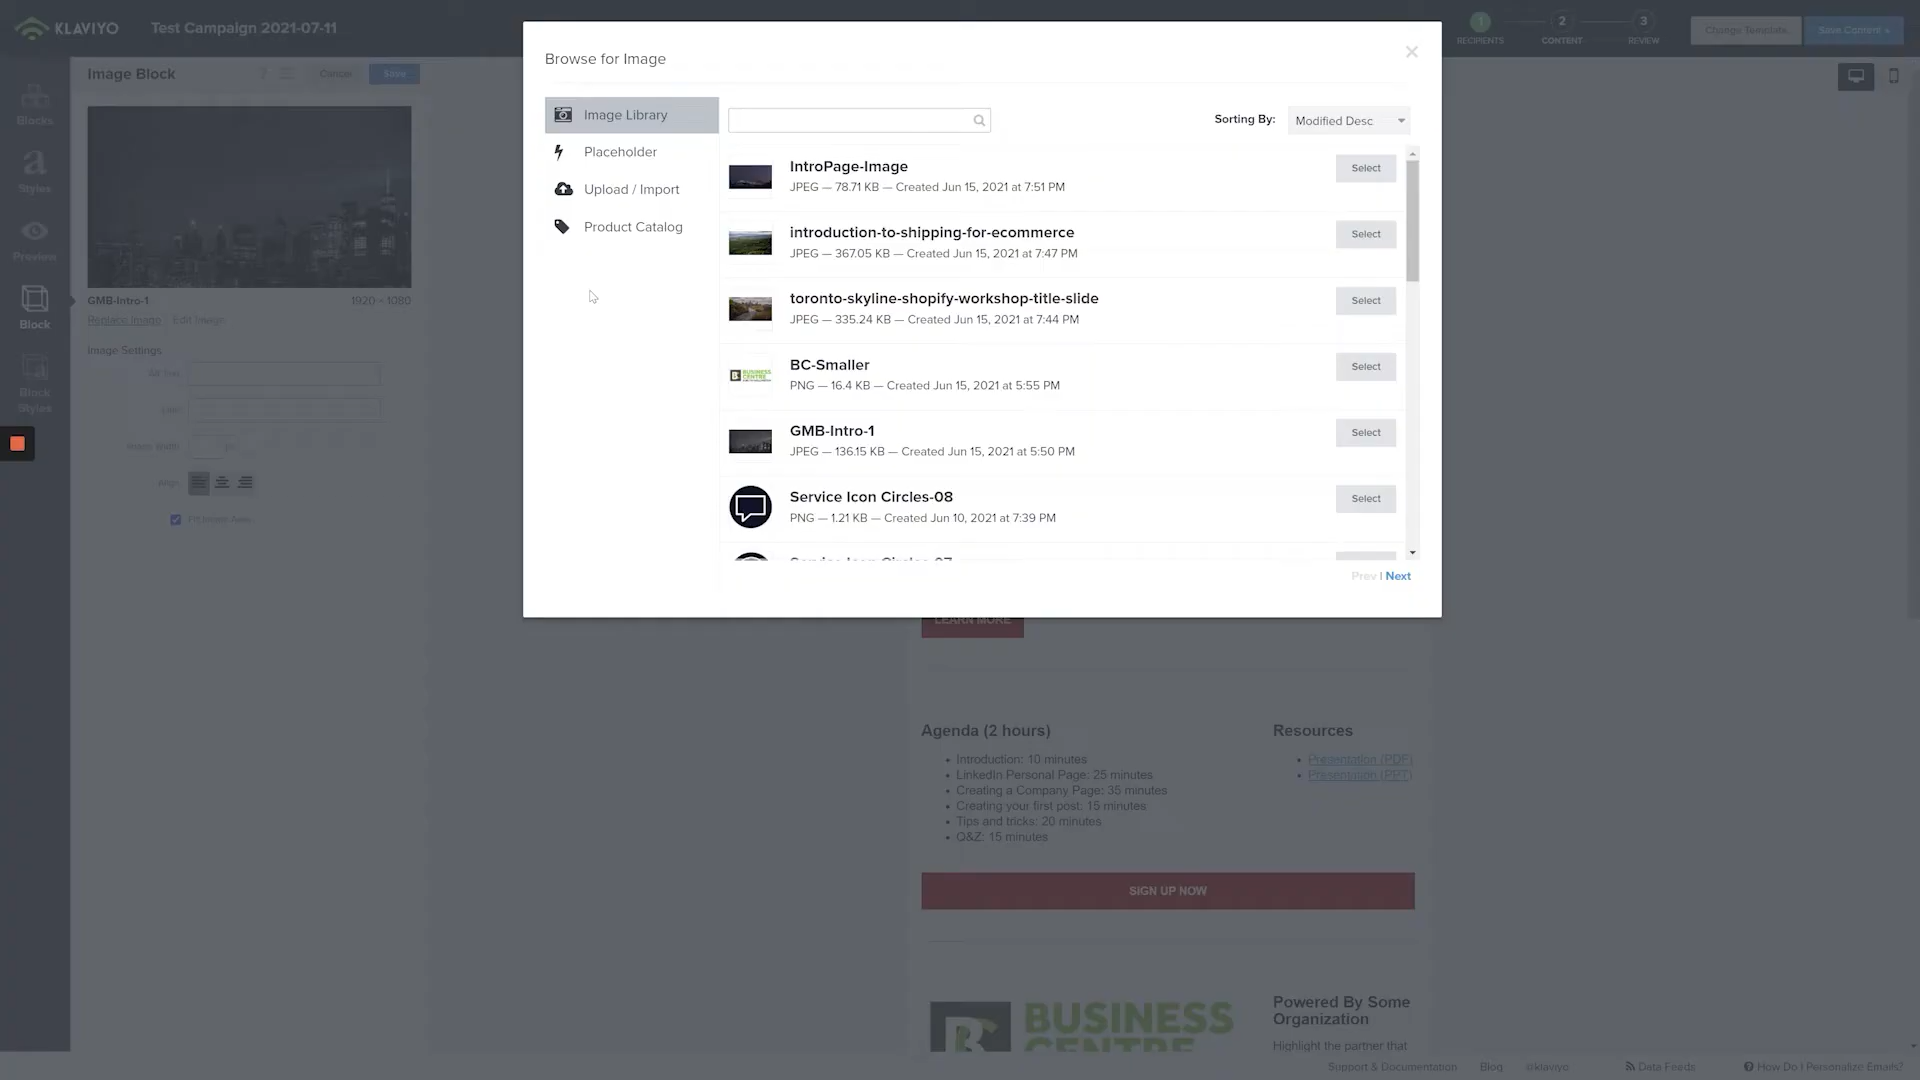 KLAVIYO
Test Campaign 2021-07-11
1
RECIPIENTS
2
CONTENT
3
REVIEW
Change Template
Save Content
Image Block
?
Cancel
Save
Blocks
Styles
Preview
Block
Block
Styles
GMB-Intro-1
1920 × 1080
Replace Image
Edit Image
Image Settings
Alt Text
Link
Image Width
px
Align
Browse for Image
×
Image Library
Placeholder
Upload / Import
Product Catalog
Sorting By:
Modified Desc
IntroPage-Image
JPEG — 78.71 KB — Created Jun 15, 2021 at 7:51 PM
Select
introduction-to-shipping-for-ecommerce
JPEG — 367.05 KB — Created Jun 15, 2021 at 7:47 PM
Select
toronto-skyline-shopify-workshop-title-slide
JPEG — 335.24 KB — Created Jun 15, 2021 at 7:44 PM
Select
BC-Smaller
PNG — 16.4 KB — Created Jun 15, 2021 at 5:55 PM
Select
GMB-Intro-1
JPEG — 136.15 KB — Created Jun 15, 2021 at 5:50 PM
Select
Service Icon Circles-08
PNG — 1.21 KB — Created Jun 10, 2021 at 7:39 PM
Select
Service Icon Circles-07
Prev | Next
LEARN MORE
Agenda (2 hours)
• Introduction: 10 minutes
• LinkedIn Personal Page: 25 minutes
• Creating a Company Page: 35 minutes
• Creating your first post: 15 minutes
• Tips and tricks: 20 minutes
• Q&Z: 15 minutes
Resources
• Presentation (PDF)
• Presentation (PPT)
SIGN UP NOW
BUSINESS
CENTRE
Powered By Some
Organization
Highlight the partner that
Support & Documentation
Blog
@klaviyo
Data Feeds
How Do I Personalize Emails?